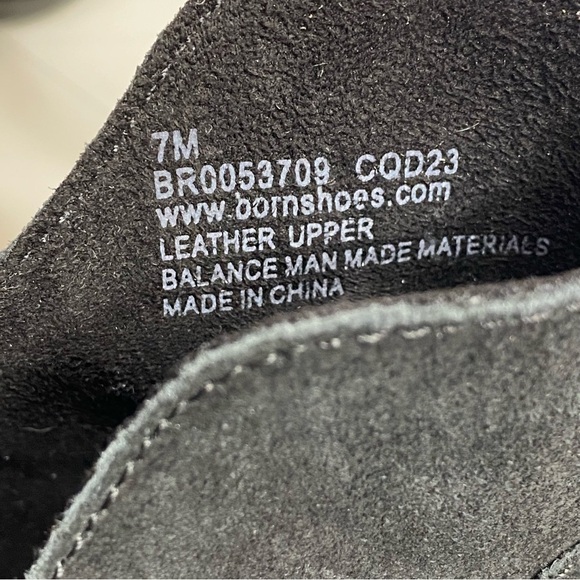 7M
BR0053709 CQD23
www.bornshoes.com
LEATHER UPPER
BALANCE MAN MADE MATERIALS
MADE IN CHINA